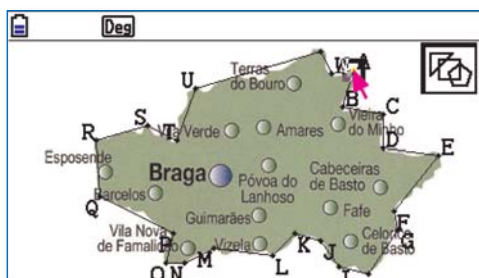 Deg
W A
Terras
do Bouro
U
B
C
Vieira
do Minho
S
T
Vila Verde
Amares
R
D
E
Esposende
Braga
Póvoa do
Lanhoso
Cabeceiras
de Basto
Barcelos
Q
Guimarães
Fafe
F
G
Vila Nova
de Famalicão
P
Vizela
K
Celorico
de Basto
O N
M
L
J
I